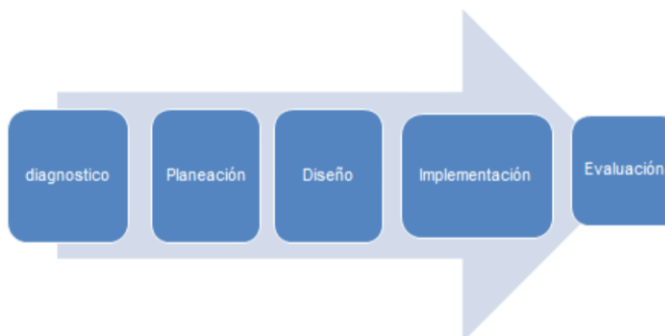 diagnostico
Planeación
Diseño
Implementación
Evaluación